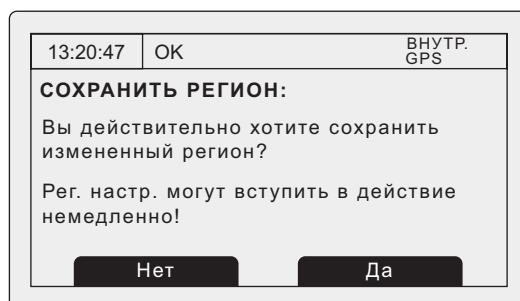 13:20:47 OK ВНУТР.
GPS
СОХРАНИТЬ РЕГИОН:
Вы действительно хотите сохранить
измененный регион?
Рег. настр. могут вступить в действие
немедленно!
Нет Да